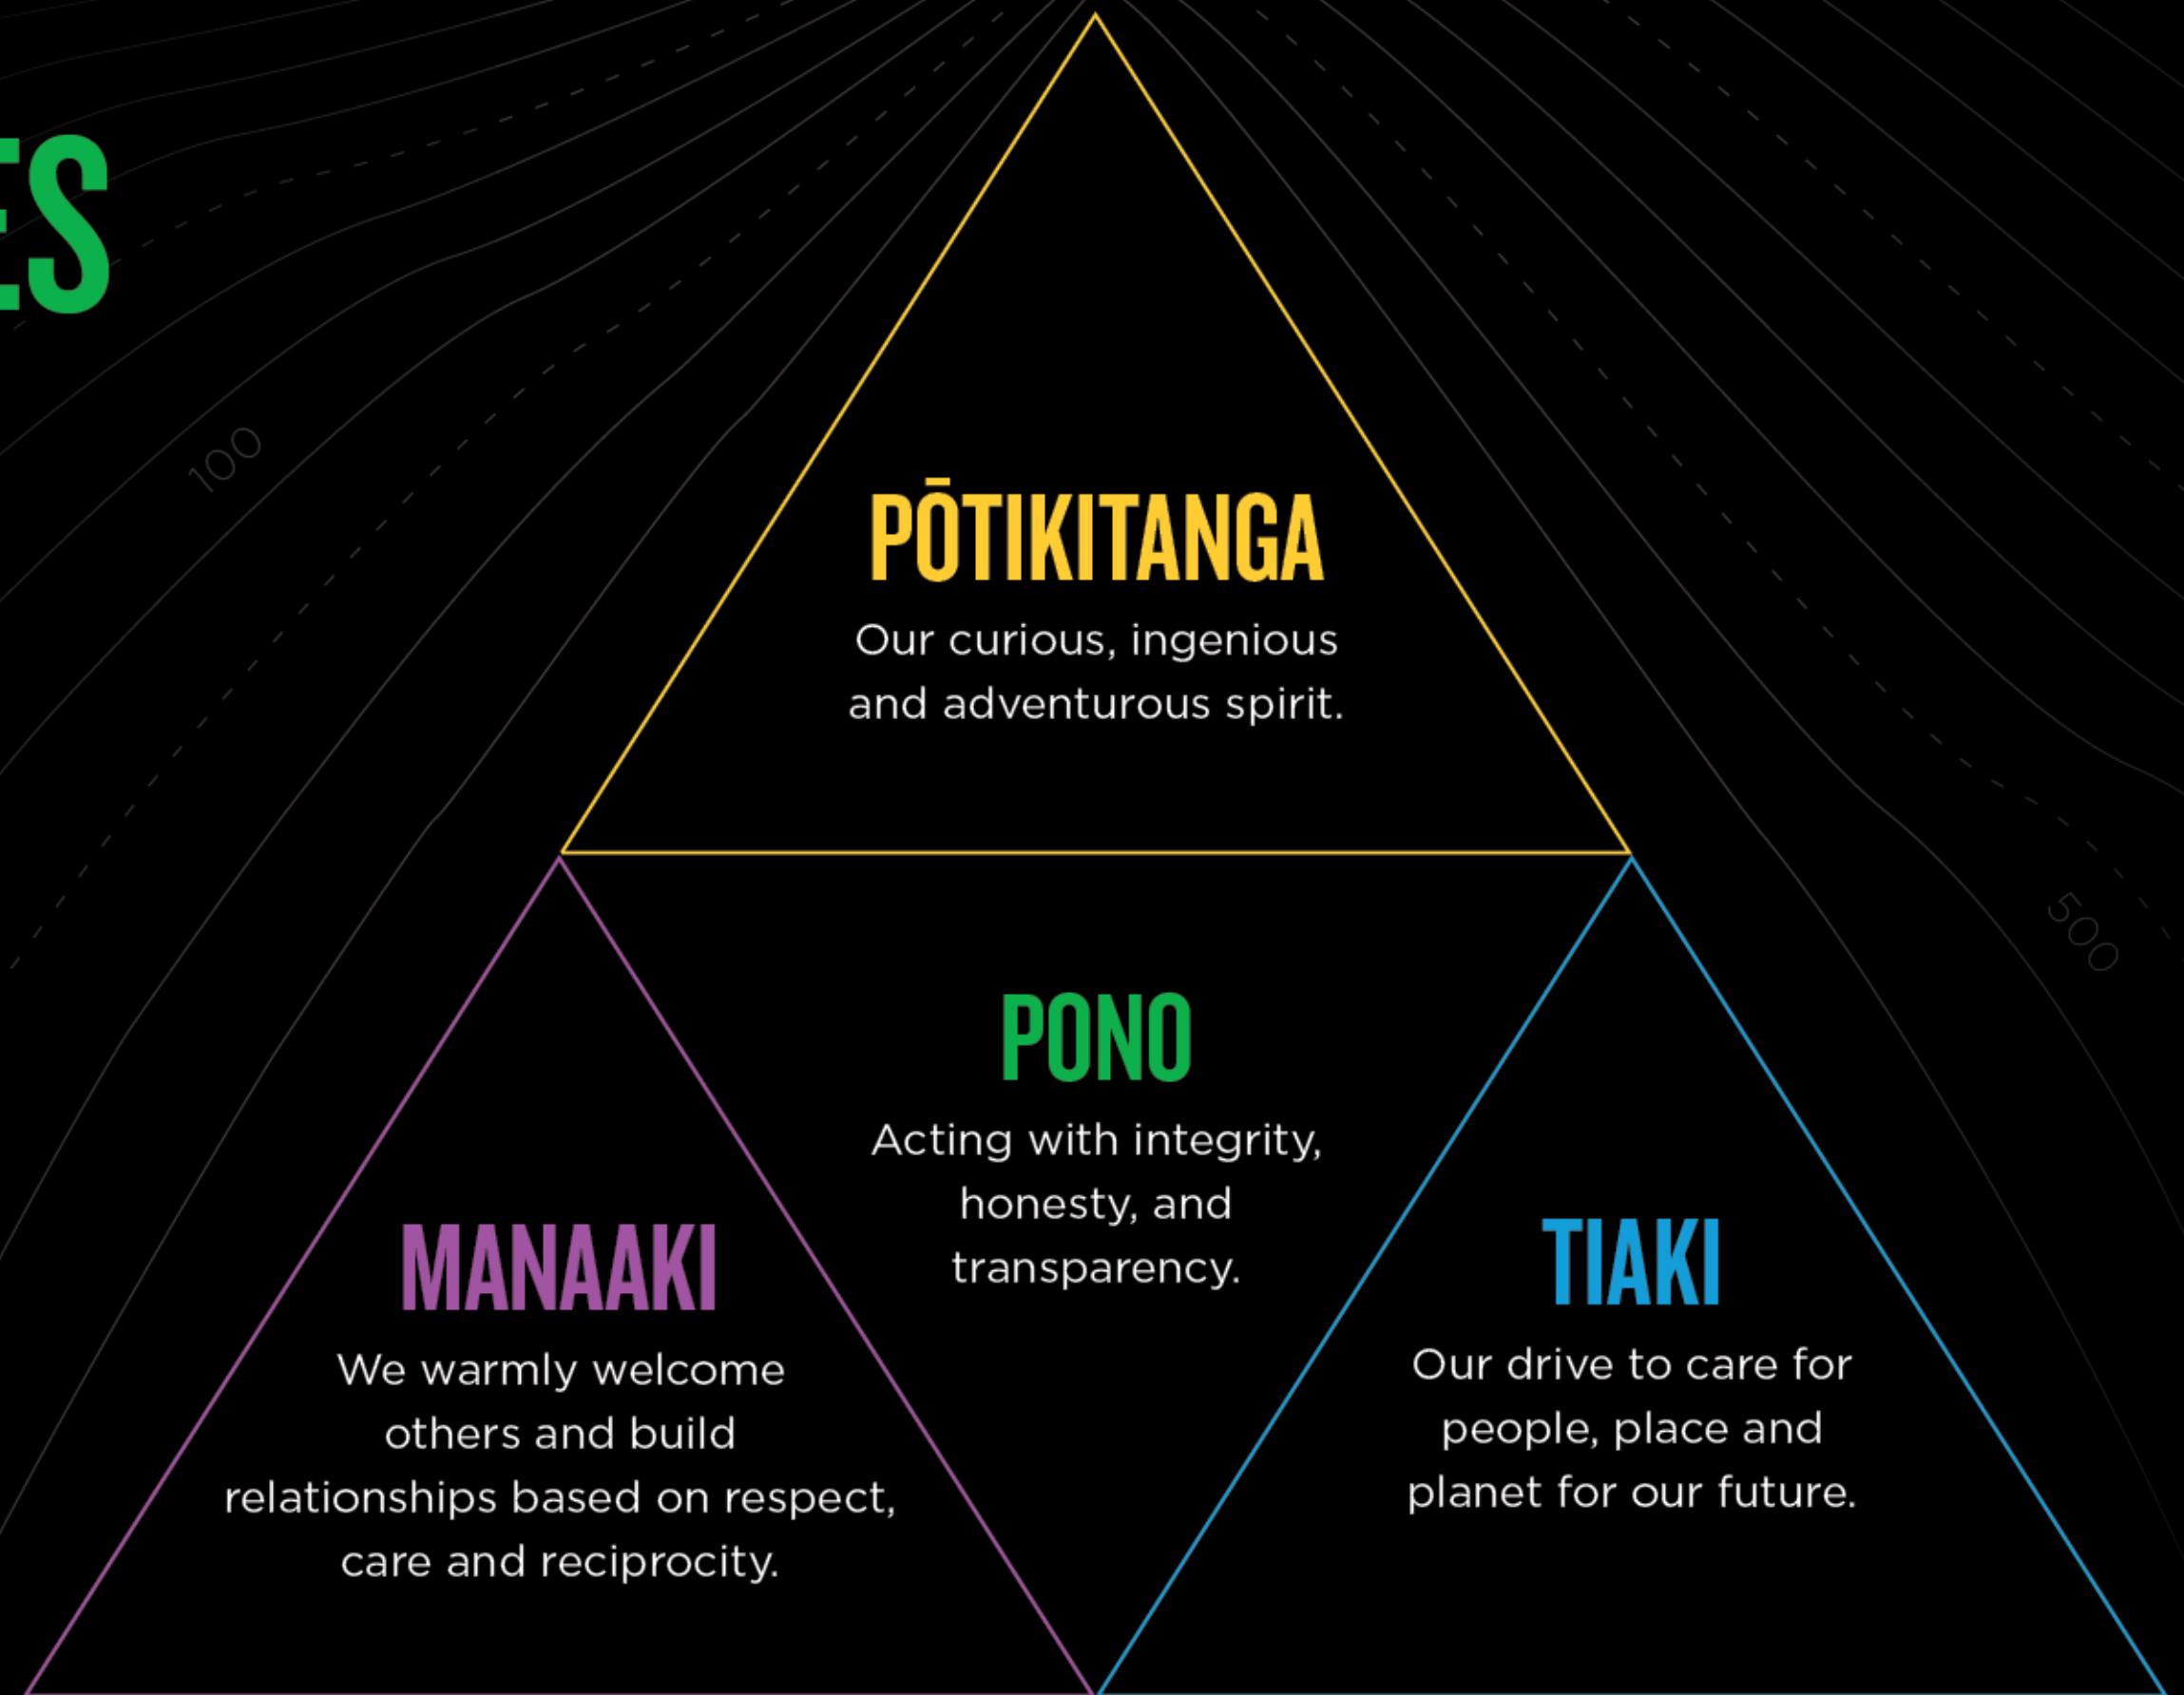 ES
100
PŌTIKITANGA
Our curious, ingenious
and adventurous spirit.
500
PONO
Acting with integrity,
honesty, and
transparency.
MANAAKI
We warmly welcome
others and build
relationships based on respect,
care and reciprocity.
TIAKI
Our drive to care for
people, place and
planet for our future.